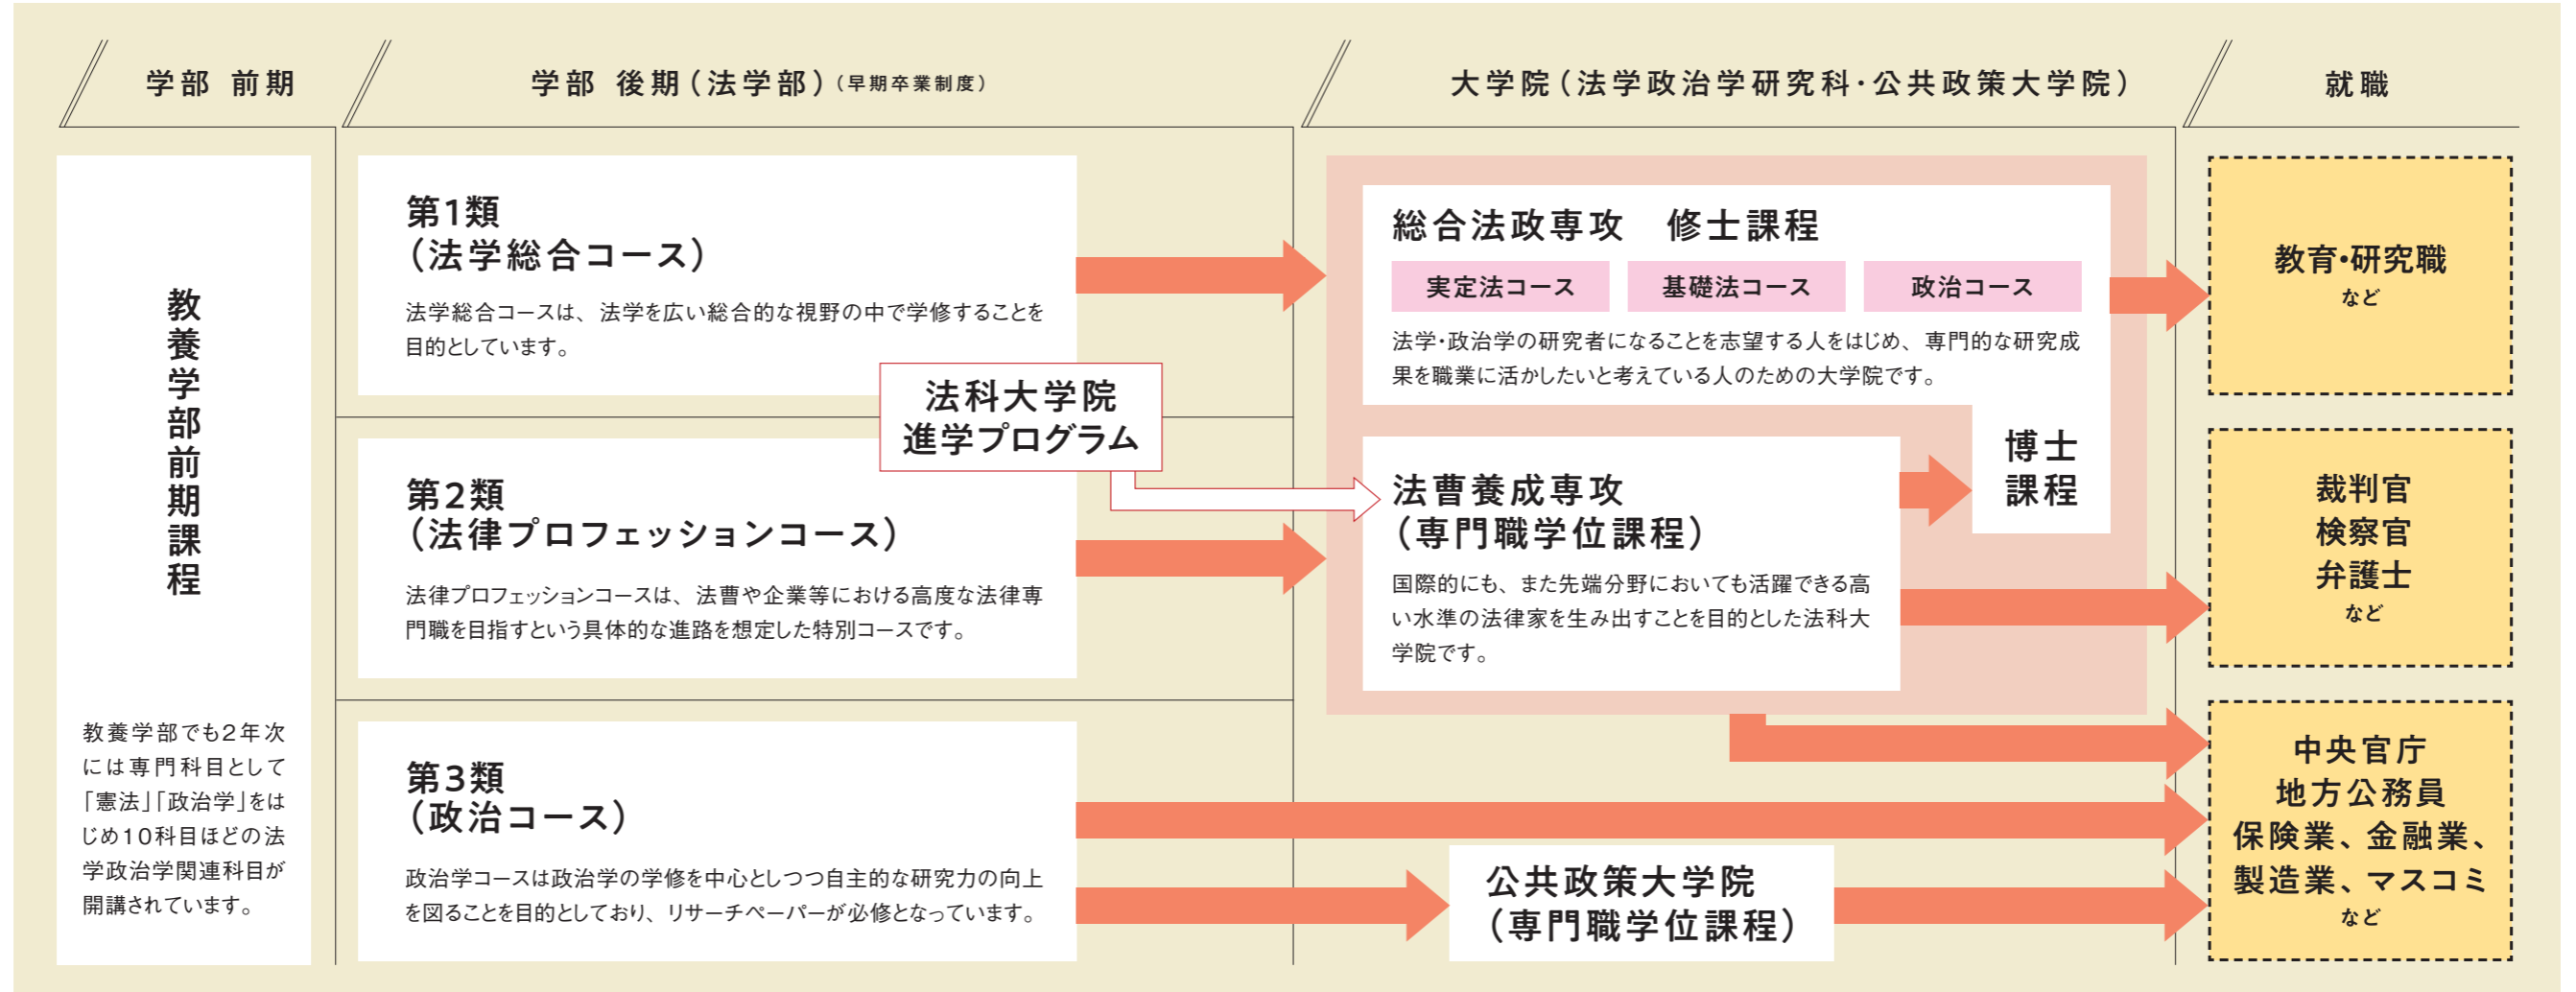 学部 前期
学部 後期（法学部）（早期卒業制度）
大学院（法学政治学研究科・公共政策大学院）
就職
教養学部前期課程
教養学部でも2年次
には専門科目として
「憲法」「政治学」をは
じめ10科目ほどの法
学政治学関連科目が
開講されています。
第1類
（法学総合コース）
法学総合コースは、法学を広い総合的な視野の中で学修することを
目的としています。
法科大学院
進学プログラム
第2類
（法律プロフェッションコース）
法律プロフェッションコースは、法曹や企業等における高度な法律専
門職を目指すという具体的な進路を想定した特別コースです。
第3類
（政治コース）
政治学コースは政治学の学修を中心としつつ自主的な研究力の向上
を図ることを目的としており、リサーチペーパーが必修となっています。
総合法政専攻　修士課程
実定法コース
基礎法コース
政治コース
法学・政治学の研究者になることを志望する人をはじめ、専門的な研究成
果を職業に活かしたいと考えている人のための大学院です。
博士
課程
法曹養成専攻
（専門職学位課程）
国際的にも、また先端分野においても活躍できる高
い水準の法律家を生み出すことを目的とした法科大
学院です。
公共政策大学院
（専門職学位課程）
教育・研究職
など
裁判官
検察官
弁護士
など
中央官庁
地方公務員
保険業、金融業、
製造業、マスコミ
など